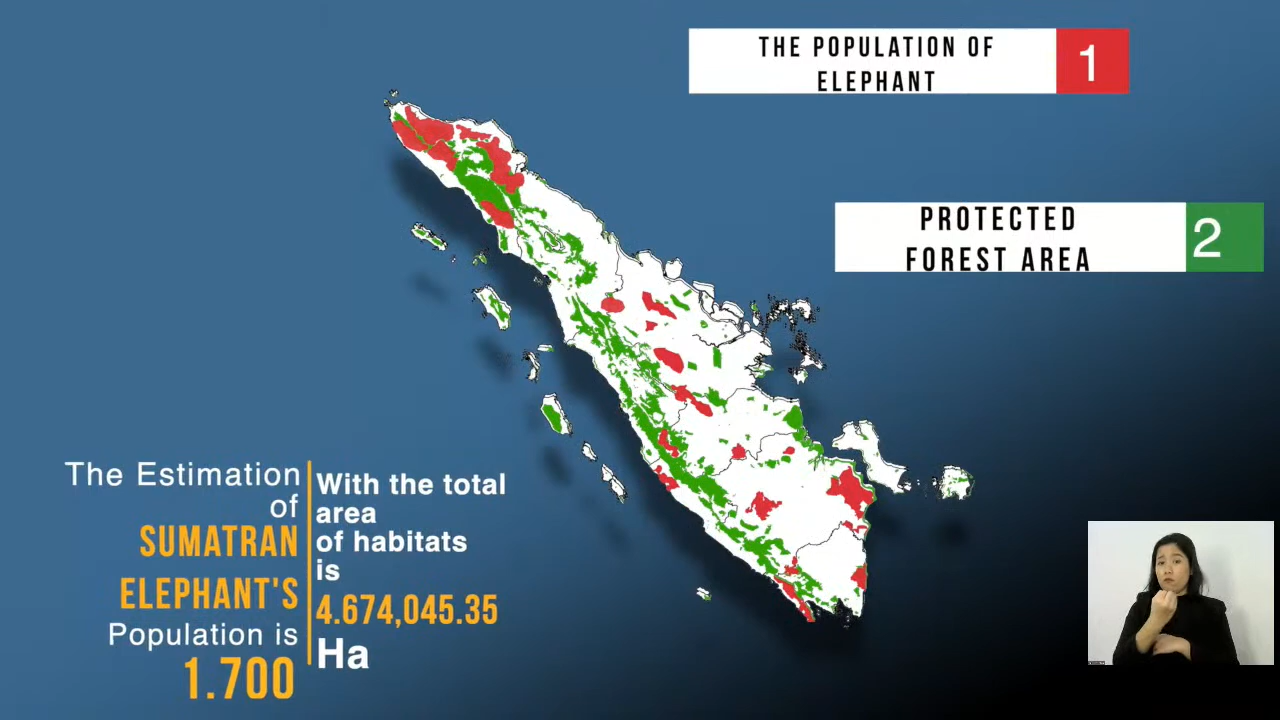 THE POPULATION OF
ELEPHANT
1
PROTECTED
FOREST AREA
2
The Estimation
of
SUMATRAN
ELEPHANT'S
Population is
1.700
With the total
area
of habitats
is
4.674,045.35
Ha